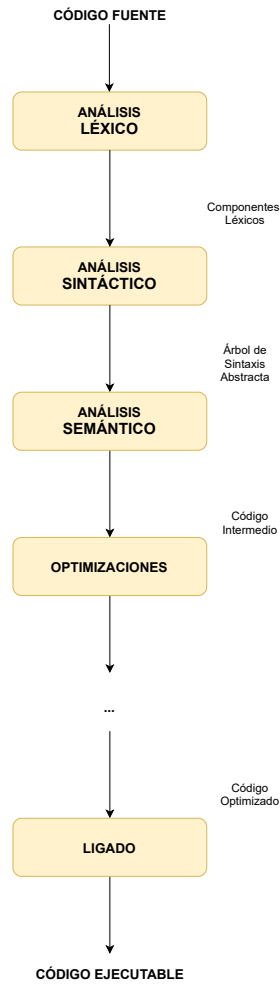 CÓDIGO FUENTE
ANÁLISIS
LÉXICO
Componentes
Léxicos
ANÁLISIS
SINTÁCTICO
Árbol de
Sintaxis
Abstracta
ANÁLISIS
SEMÁNTICO
Código
Intermedio
OPTIMIZACIONES
...
Código
Optimizado
LIGADO
CÓDIGO EJECUTABLE